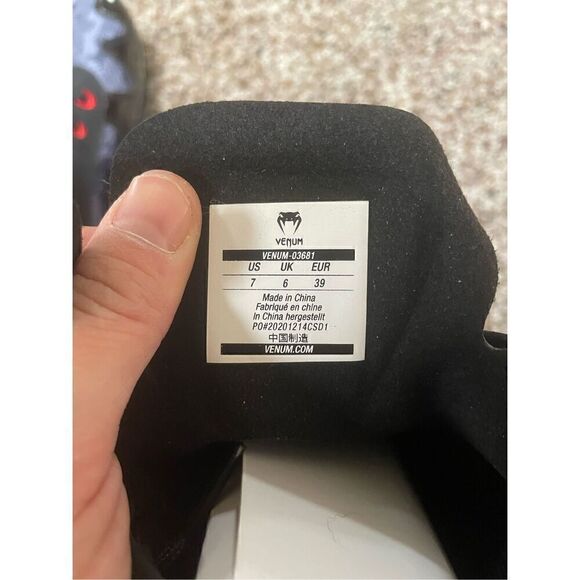 VENUM
VENUM-03681
US UK EUR
7 6 39
Made in China
Fabriqué en chine
In China hergestellt
PO#20201214CSD1
中国制造
VENUM.COM